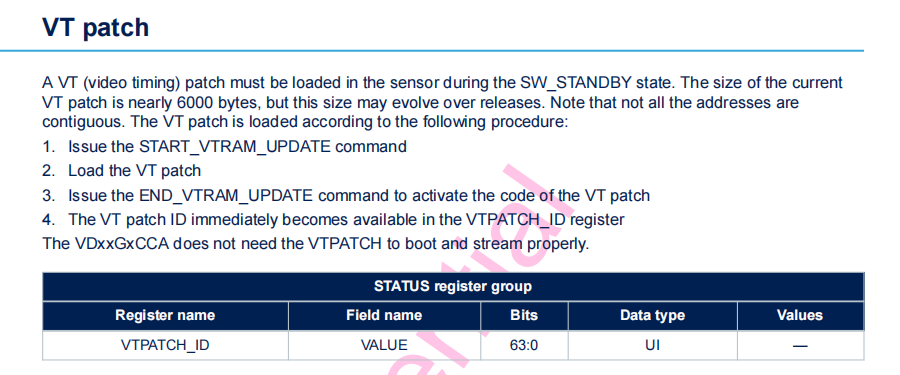 VT patch
A VT (video timing) patch must be loaded in the sensor during the SW_STANDBY state. The size of the current
VT patch is nearly 6000 bytes, but this size may evolve over releases. Note that not all the addresses are
contiguous. The VT patch is loaded according to the following procedure:
1. Issue the START_VTRAM_UPDATE command
2. Load the VT patch
3. Issue the END_VTRAM_UPDATE command to activate the code of the VT patch
4. The VT patch ID immediately becomes available in the VTPATCH_ID register
The VDxxGxCCA does not need the VTPATCH to boot and stream properly.
STATUS register group
Register name Field name Bits Data type Values
VTPATCH_ID VALUE 63:0 UI —